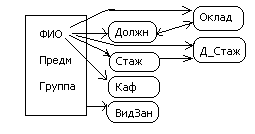 ФИО
Предм
Группа
Должн
Стаж
Каф
ВидЗан
Оклад
Д_Стаж